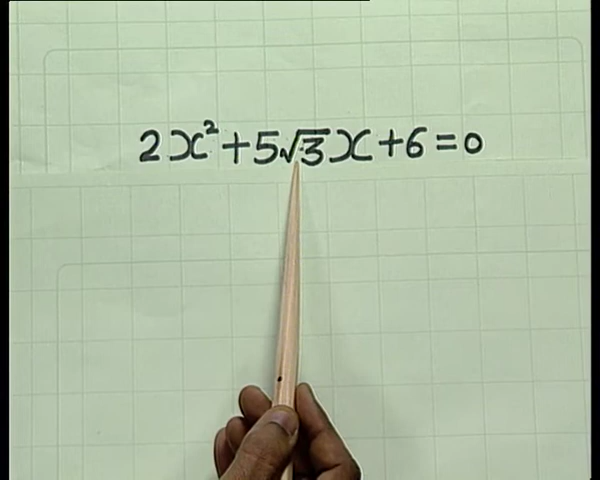 2x² + 5√3x + 6 = 0